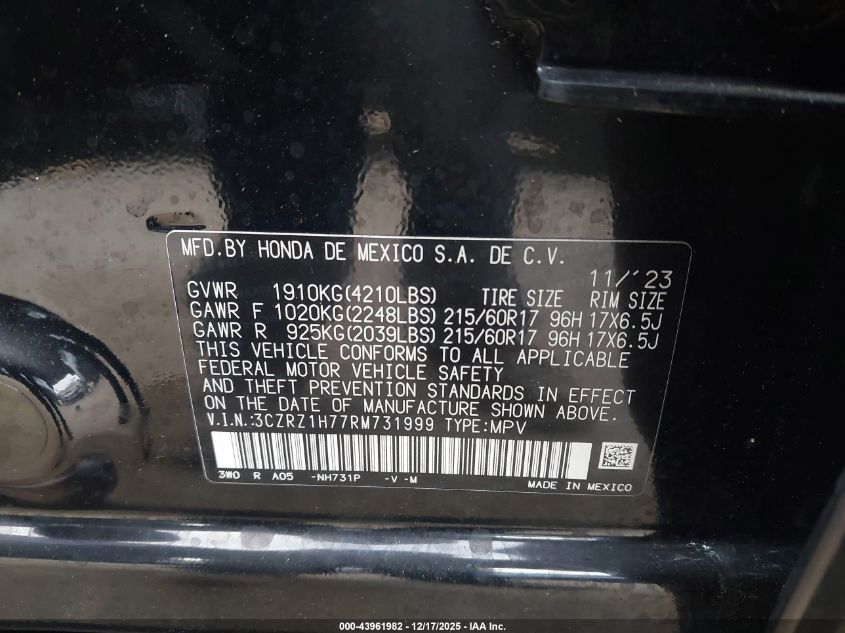 MFD.BY HONDA DE MEXICO S.A. DE C.V.
11/'23
GVWR 1910KG(4210LBS) TIRE SIZE RIM SIZE
GAWR F 1020KG(2248LBS) 215/60R17 96H 17X6.5J
GAWR R 925KG(2039LBS) 215/60R17 96H 17X6.5J
THIS VEHICLE CONFORMS TO ALL APPLICABLE
FEDERAL MOTOR VEHICLE SAFETY
AND THEFT PREVENTION STANDARDS IN EFFECT
ON THE DATE OF MANUFACTURE SHOWN ABOVE.
V.I.N.:3CZRZ1H77RM731999 TYPE:MPV
3W0 R A05 -NH731P -V -M
MADE IN MEXICO
000-43961982 - 12/17/2025 - IAA Inc.